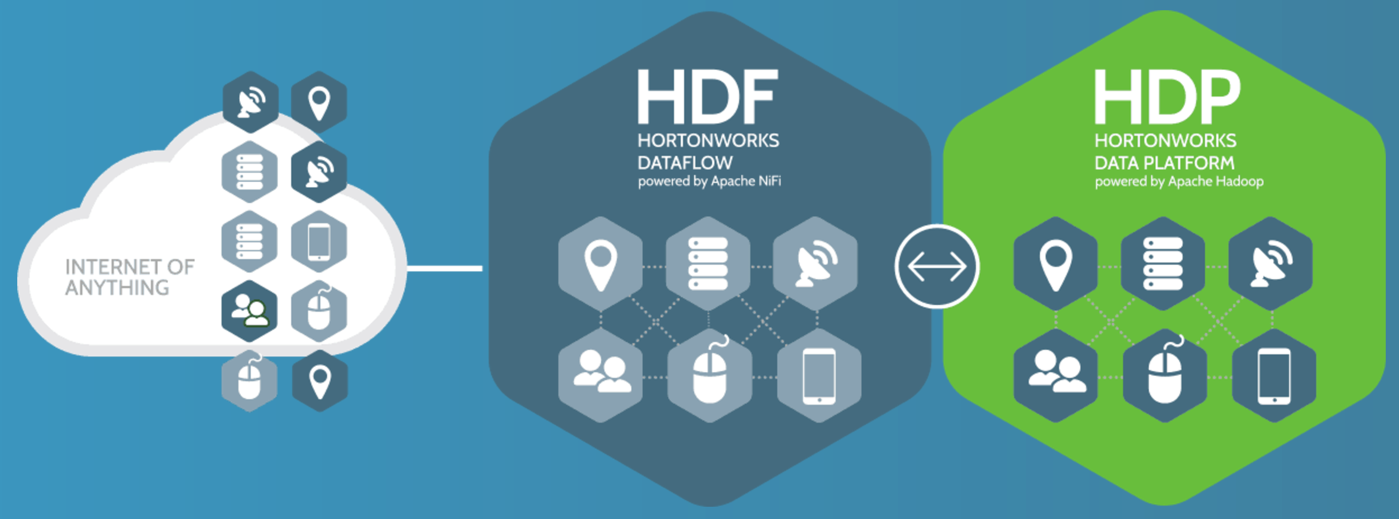 INTERNET OF
ANYTHING
HDF
HORTONWORKS
DATAFLOW
powered by Apache NiFi
HDP
HORTONWORKS
DATA PLATFORM
powered by Apache Hadoop